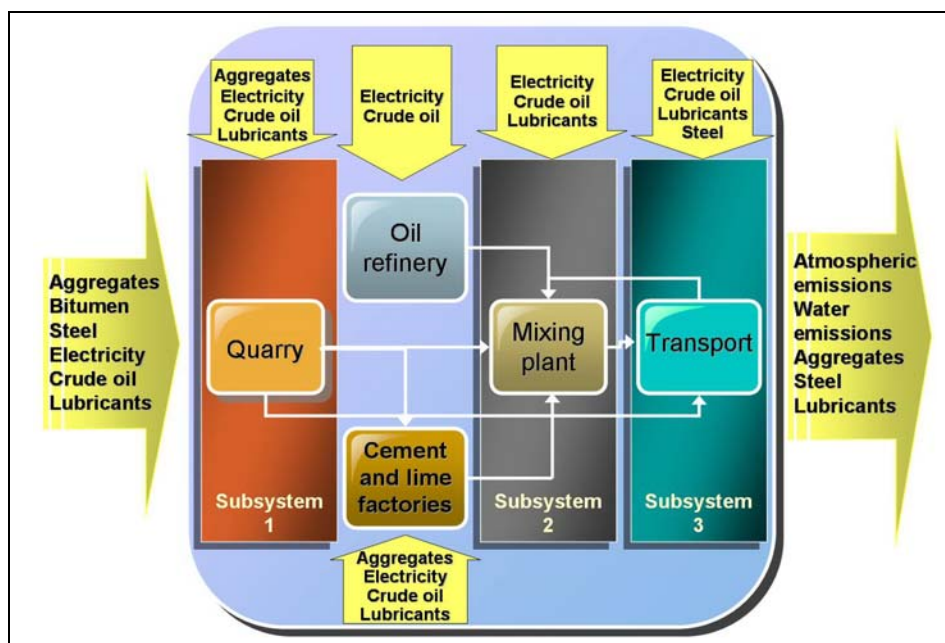 Aggregates
Electricity
Crude oil
Lubricants
Electricity
Crude oil
Electricity
Crude oil
Lubricants
Electricity
Crude oil
Lubricants
Steel
Aggregates
Bitumen
Steel
Electricity
Crude oil
Lubricants
Oil
refinery
Quarry
Mixing
plant
Transport
Cement
and lime
factories
Subsystem
1
Subsystem
2
Subsystem
3
Aggregates
Electricity
Crude oil
Lubricants
Atmospheric
emissions
Water
emissions
Aggregates
Steel
Lubricants